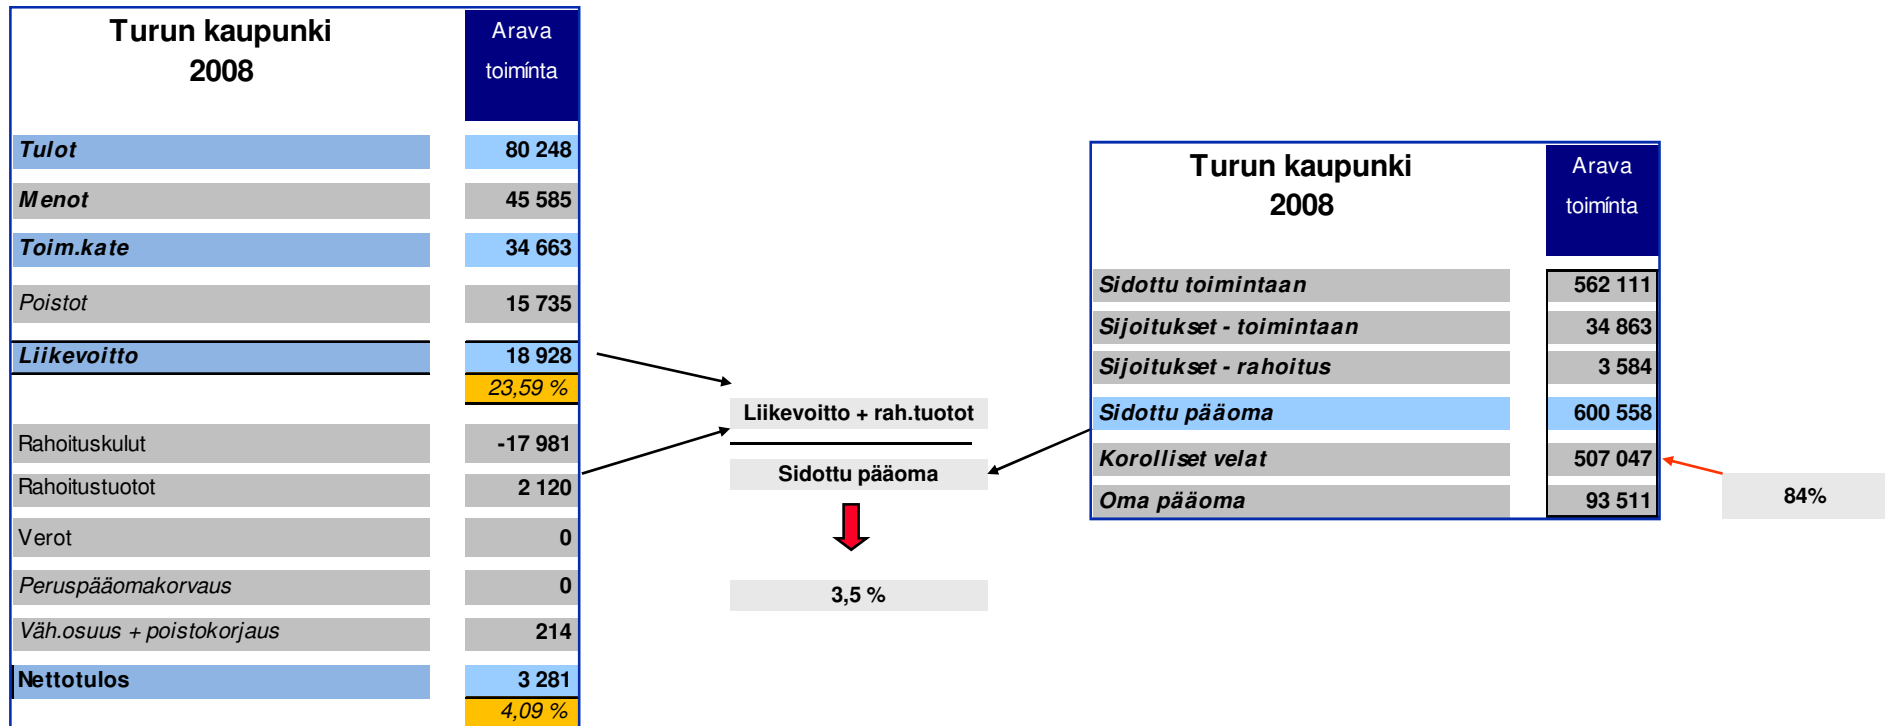 Turun kaupunki
2008
Arava
toimínta
Tulot 80 248
Menot 45 585
Toim.kate 34 663
Poistot 15 735
Liikevoitto 18 928
23,59 %
Rahoituskulut -17 981
Rahoitustuotot 2 120
Verot 0
Peruspääomakorvaus 0
Väh.osuus + poistokorjaus 214
Nettotulos 3 281
4,09 %
Liikevoitto + rah.tuotot
Sidottu pääoma
3,5 %
Turun kaupunki
2008
Arava
toimínta
Sidottu toimintaan 562 111
Sijoitukset - toimintaan 34 863
Sijoitukset - rahoitus 3 584
Sidottu pääoma 600 558
Korolliset velat 507 047
Oma pääoma 93 511
84%